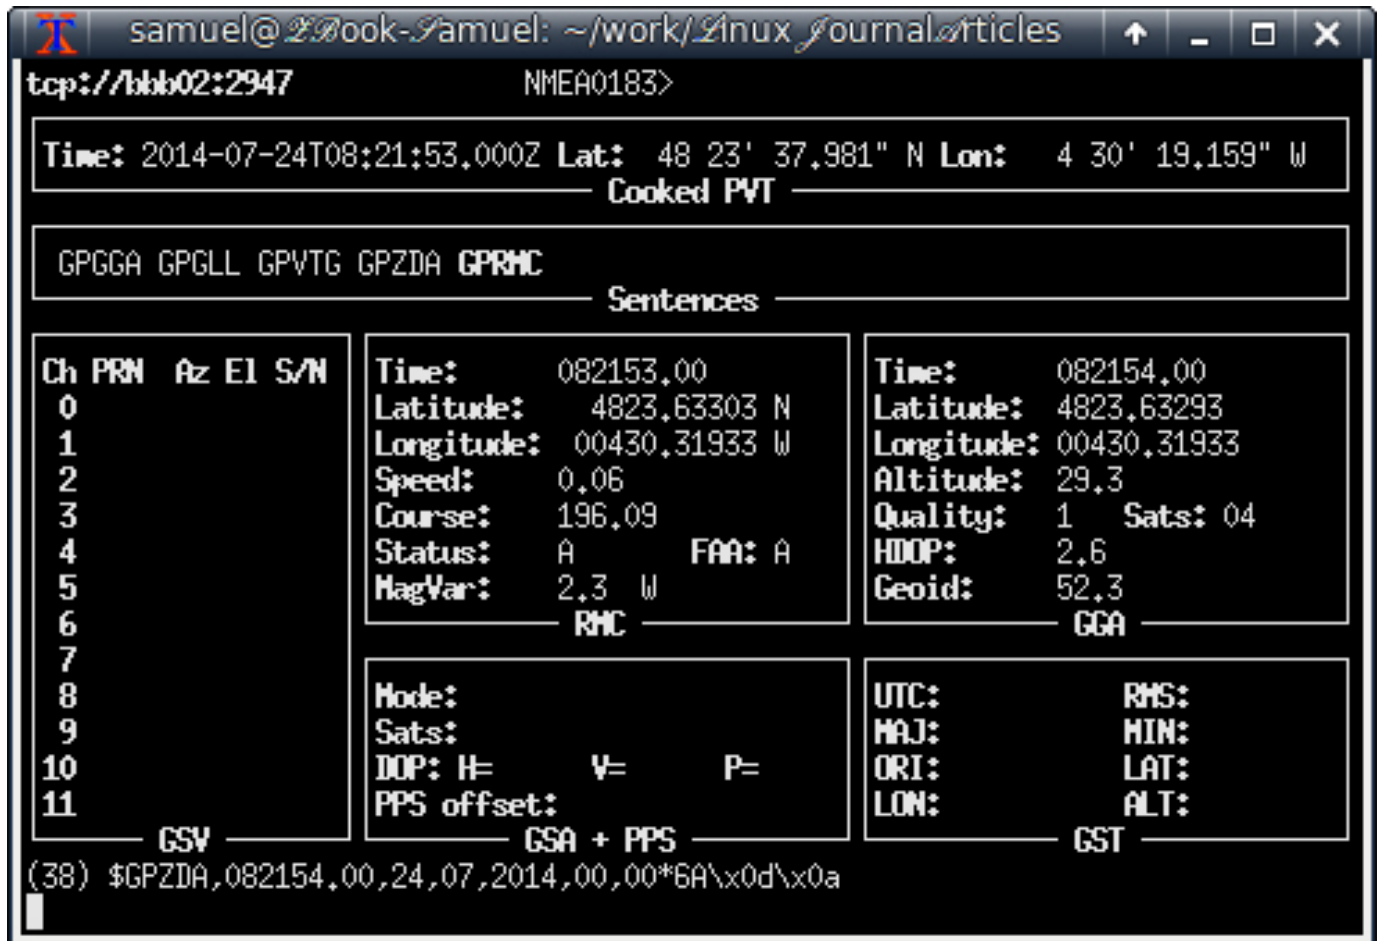 samuel@ZBook-Samuel: ~/work/LinuxJournalArticles
tcp://bbb02:2947 NMEA0183>
Time: 2014-07-24T08:21:53.000Z Lat: 48 23' 37.981" N Lon: 4 30' 19.159" W
Cooked PVT
GPGGA GPGLL GPVTG GPZDA GPRMC
Sentences
Ch PRN Az El S/N
0
1
2
3
4
5
6
7
8
9
10
11
GSV
Time: 082153.00
Latitude: 4823.63303 N
Longitude: 00430.31933 W
Speed: 0.06
Course: 196.09
Status: A FAA: A
MagVar: 2.3 W
RMC
Time: 082154.00
Latitude: 4823.63293
Longitude: 00430.31933
Altitude: 29.3
Quality: 1 Sats: 04
HDOP: 2.6
Geoid: 52.3
GGA
Mode:
Sats:
DOP: H= V= P=
PPS offset:
GSA + PPS
UTC: RMS:
MAJ: MIN:
ORI: LAT:
LON: ALT:
GST
(38) $GPZDA,082154.00,24,07,2014,00,00*6A\x0d\x0a